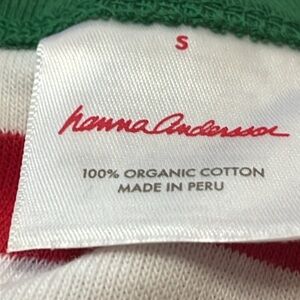 S
hanna andersson
100% ORGANIC COTTON
MADE IN PERU